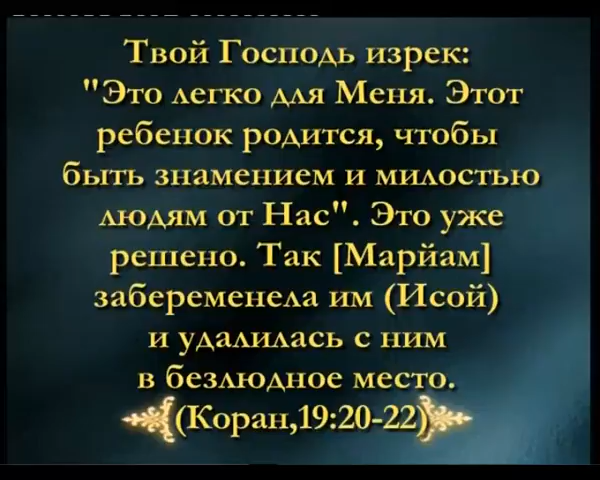 Твой Господь изрек:
"Это легко для Меня. Этот
ребенок родится, чтобы
быть знамением и милостью
людям от Нас". Это уже
решено. Так [Марйам]
забеременела им (Исой)
и удалилась с ним
в безлюдное место.
(Коран,19:20-22)